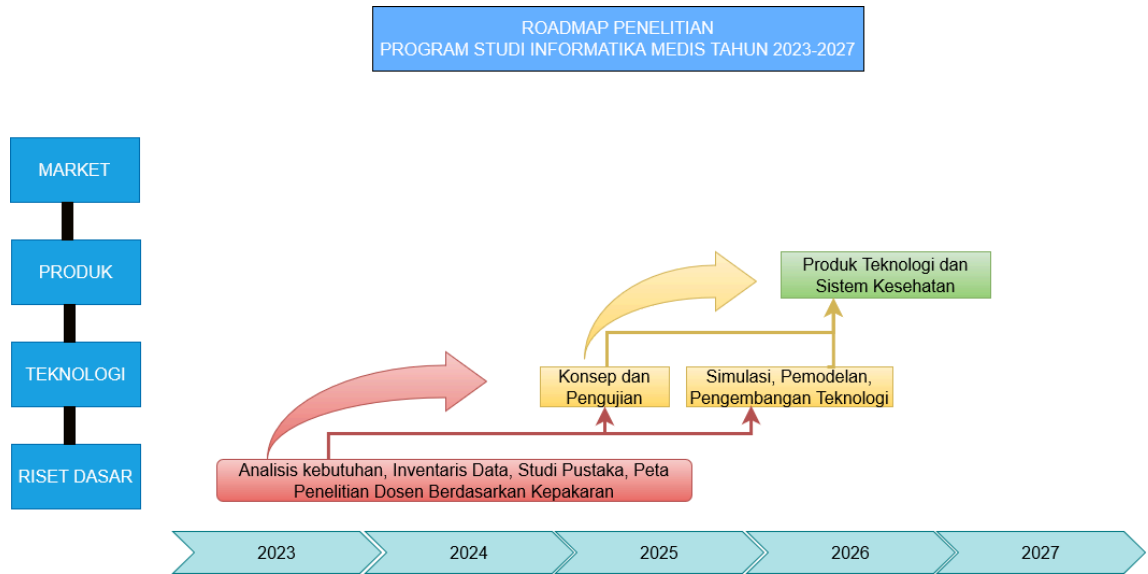 ROADMAP PENELITIAN
PROGRAM STUDI INFORMATIKA MEDIS TAHUN 2023-2027
MARKET
PRODUK
Produk Teknologi dan
Sistem Kesehatan
TEKNOLOGI
Konsep dan
Pengujian
Simulasi, Pemodelan,
Pengembangan Teknologi
RISET DASAR
Analisis kebutuhan, Inventaris Data, Studi Pustaka, Peta
Penelitian Dosen Berdasarkan Kepakaran
2023
2024
2025
2026
2027